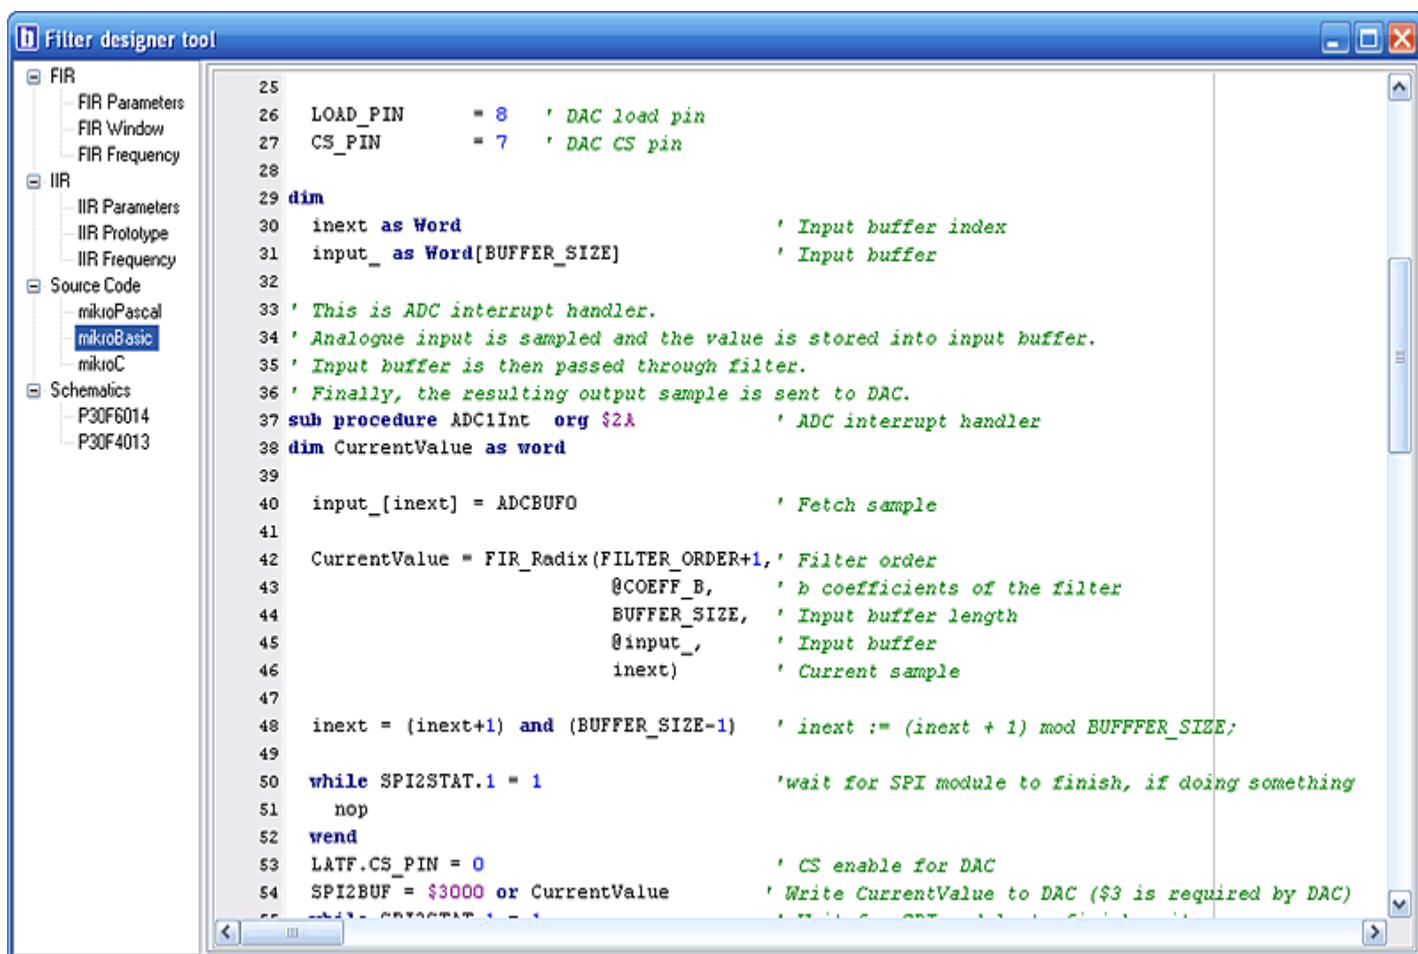 Filter designer tool
FIR
FIR Parameters
FIR Window
FIR Frequency
IIR
IIR Parameters
IIR Prototype
IIR Frequency
Source Code
mikroPascal
mikroBasic
mikroC
Schematics
P30F6014
P30F4013
25
26 LOAD_PIN = 8 ' DAC load pin
27 CS_PIN = 7 ' DAC CS pin
28
29 dim
30 inext as Word ' Input buffer index
31 input_ as Word[BUFFER_SIZE] ' Input buffer
32
33 ' This is ADC interrupt handler.
34 ' Analogue input is sampled and the value is stored into input buffer.
35 ' Input buffer is then passed through filter.
36 ' Finally, the resulting output sample is sent to DAC.
37 sub procedure ADC1Int org $2A ' ADC interrupt handler
38 dim CurrentValue as word
39
40 input_[inext] = ADCBUF0 ' Fetch sample
41
42 CurrentValue = FIR_Radix(FILTER_ORDER+1, ' Filter order
43 @COEFF_B, ' b coefficients of the filter
44 BUFFER_SIZE, ' Input buffer length
45 @input_, ' Input buffer
46 inext) ' Current sample
47
48 inext = (inext+1) and (BUFFER_SIZE-1) ' inext := (inext + 1) mod BUFFFER_SIZE;
49
50 while SPI2STAT.1 = 1 'wait for SPI module to finish, if doing something
51 nop
52 wend
53 LATF.CS_PIN = 0 ' CS enable for DAC
54 SPI2BUF = $3000 or CurrentValue ' Write CurrentValue to DAC ($3 is required by DAC)